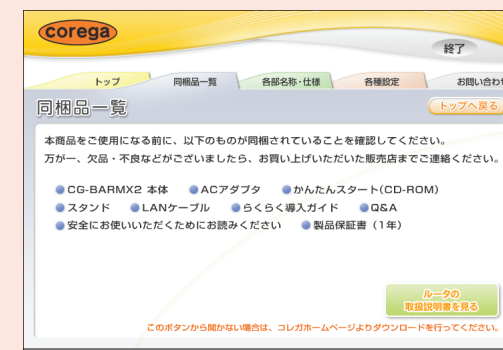 corega
終了
トップ 同梱品一覧 各部名称・仕様 各種設定 お問い合わせ
同梱品一覧
トップへ戻る
本商品をご使用になる前に、以下のものが同梱されていることを確認してください。
万が一、欠品・不良などがございましたら、お買い上げいただいた販売店までご連絡ください。
CG-BARMX2 本体 ACアダプタ かんたんスタート(CD-ROM)
スタンド LANケーブル らくらく導入ガイド Q&A
安全にお使いいただくためにお読みください 製品保証書（1年）
ルータの
取扱説明書を見る
このボタンから開かない場合は、コレガホームページよりダウンロードを行ってください。